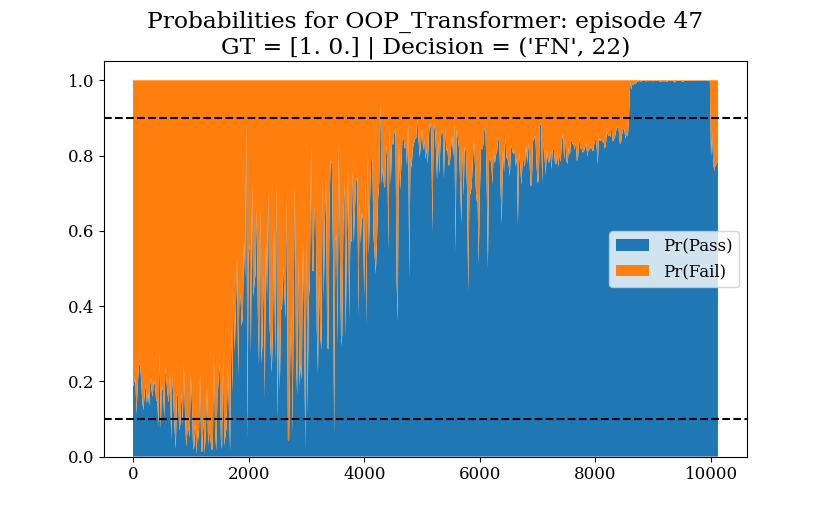 Probabilities for OOP_Transformer: episode 47
GT = [1. 0.] | Decision = ('FN', 22)
1.0
0.8
0.6
0.4
0.2
0.0
Pr(Pass)
Pr(Fail)
0 2000 4000 6000 8000 10000